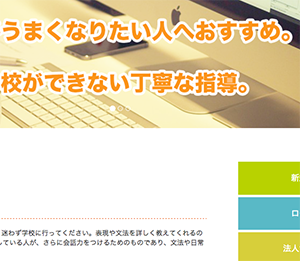 うまくなりたい人へおすすめ。
校ができない丁寧な指導。
迷わず学校に行ってください。表現や文法を詳しく教えてくれるの
している人が、さらに会話力をつけるためのものであり、文法や日常
新
ロ
法人